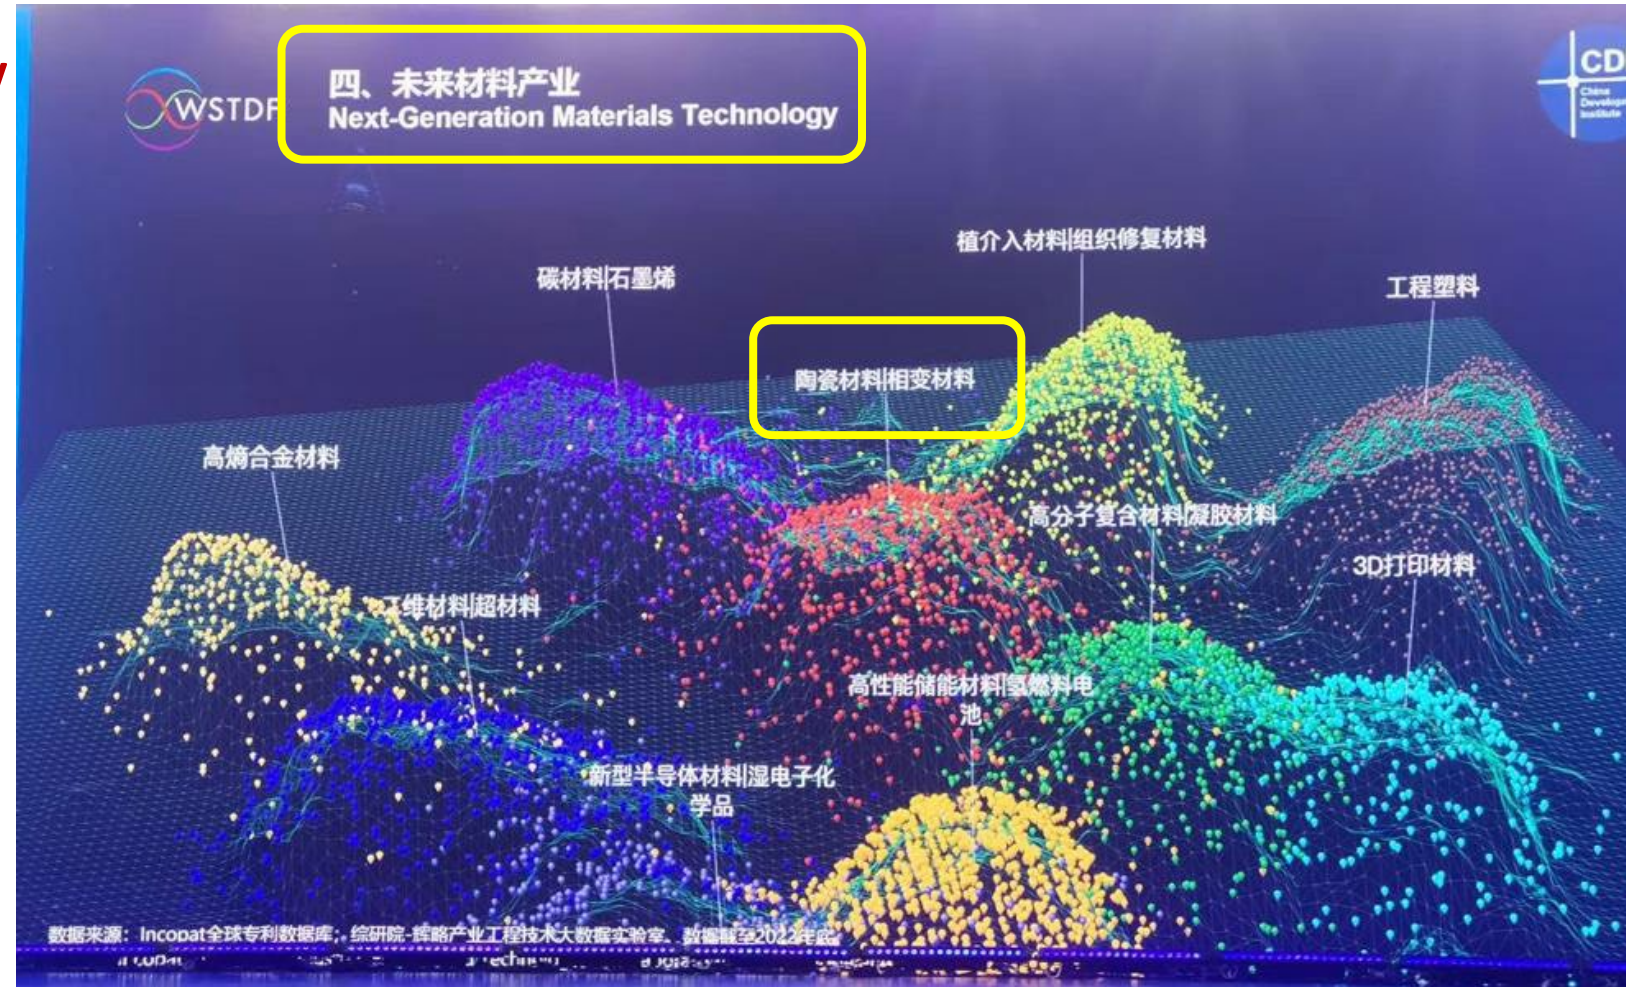 WSTDF
四、未来材料产业
Next-Generation Materials Technology
CD
China
Develop
Institute
植介入材料|组织修复材料
碳材料|石墨烯
工程塑料
陶瓷材料|相变材料
高熵合金材料
高分子复合材料|凝胶材料
3D打印材料
二维材料|超材料
高性能储能材料|氢燃料电
池
新型半导体材料|湿电子化
学品
数据来源：Incopat全球专利数据库；综研院-辉略产业工程技术大数据实验室、数据截至2022年底。